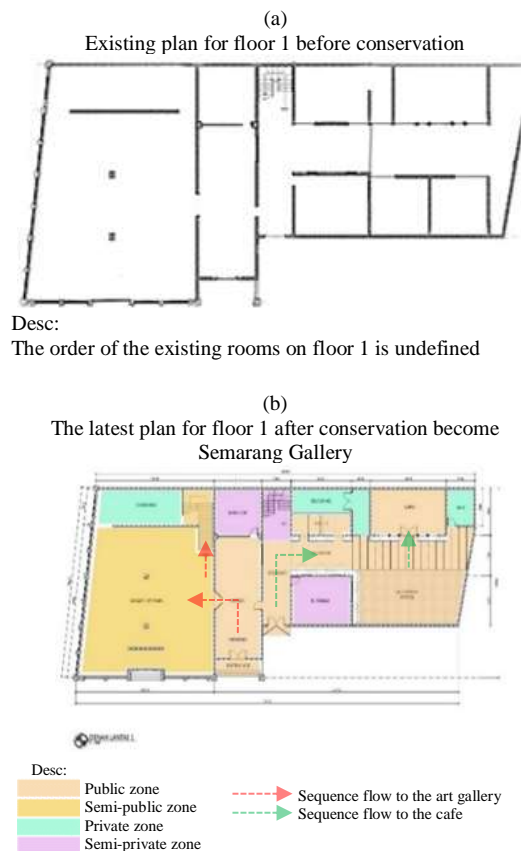 (a)
Existing plan for floor 1 before conservation
Desc:
The order of the existing rooms on floor 1 is undefined
(b)
The latest plan for floor 1 after conservation become
Semarang Gallery
Desc:
Public zone
Semi-public zone
Private zone
Semi-private zone
Sequence flow to the art gallery
Sequence flow to the cafe